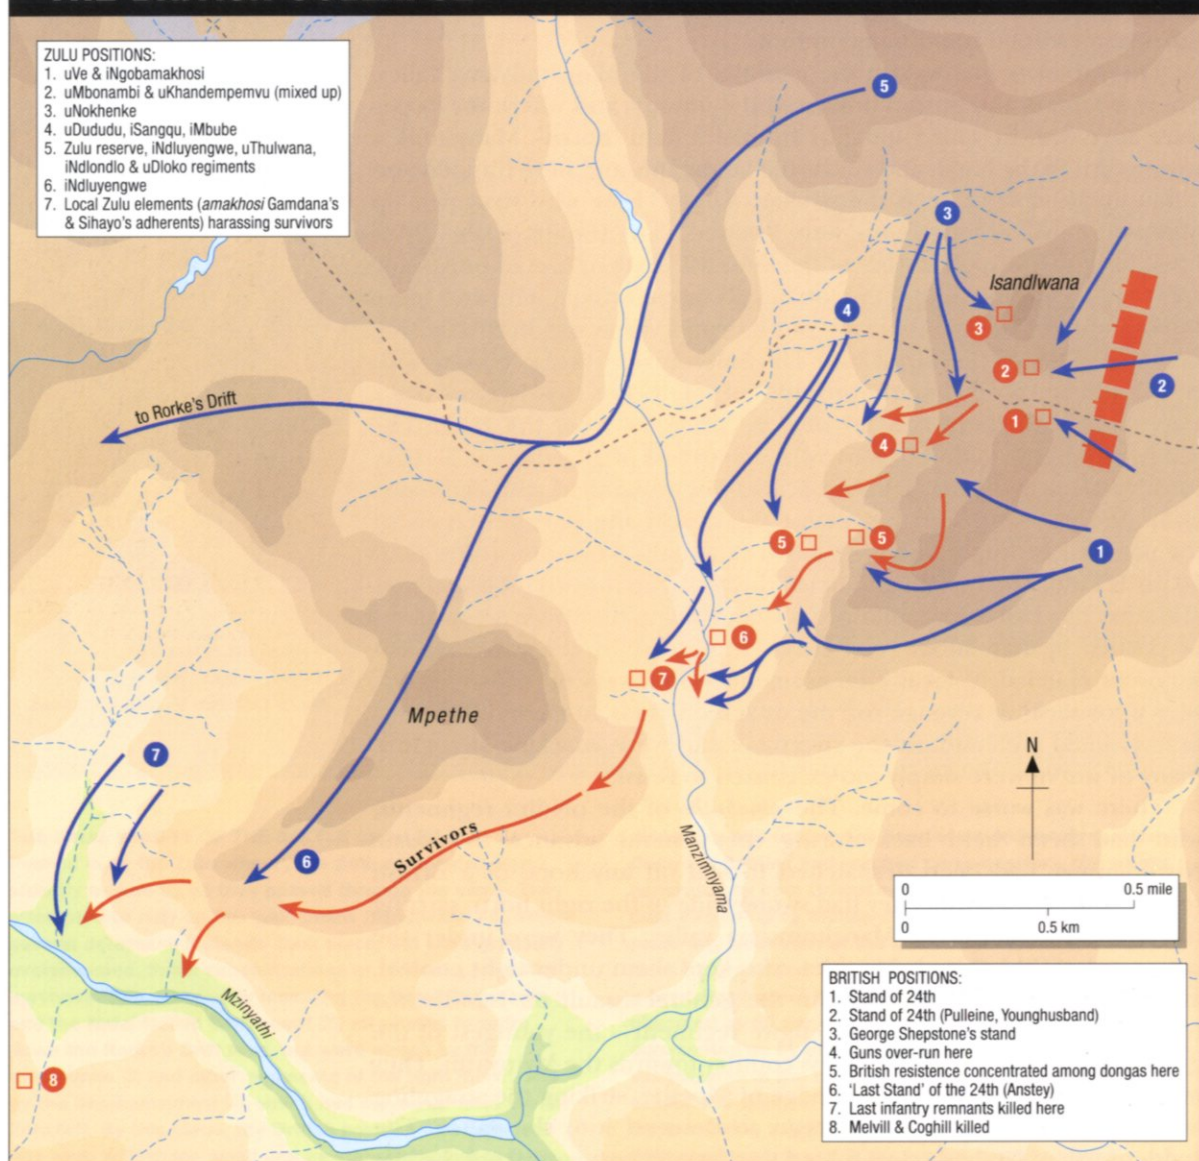 ZULU POSITIONS:
1. uVe & iNgobamakhosi
2. uMbonambi & uKhandempemvu (mixed up)
3. uNokhenke
4. uDududu, iSangqu, iMbube
5. Zulu reserve, iNdluyengwe, uThulwana,
iNdlondlo & uDloko regiments
6. iNdluyengwe
7. Local Zulu elements (amakhosi Gamdana's
& Sihayo's adherents) harassing survivors
5
3
Isandlwana
4
3
2
2
1
to Rorke's Drift
4
5
5
1
6
7
Mpethe
7
N
6
Survivors
Manzimnyama
0
0.5 mile
0
0.5 km
Mzinyathi
8
BRITISH POSITIONS:
1. Stand of 24th
2. Stand of 24th (Pulleine, Younghusband)
3. George Shepstone's stand
4. Guns over-run here
5. British resistence concentrated among dongas here
6. 'Last Stand' of the 24th (Anstey)
7. Last infantry remnants killed here
8. Melvill & Coghill killed